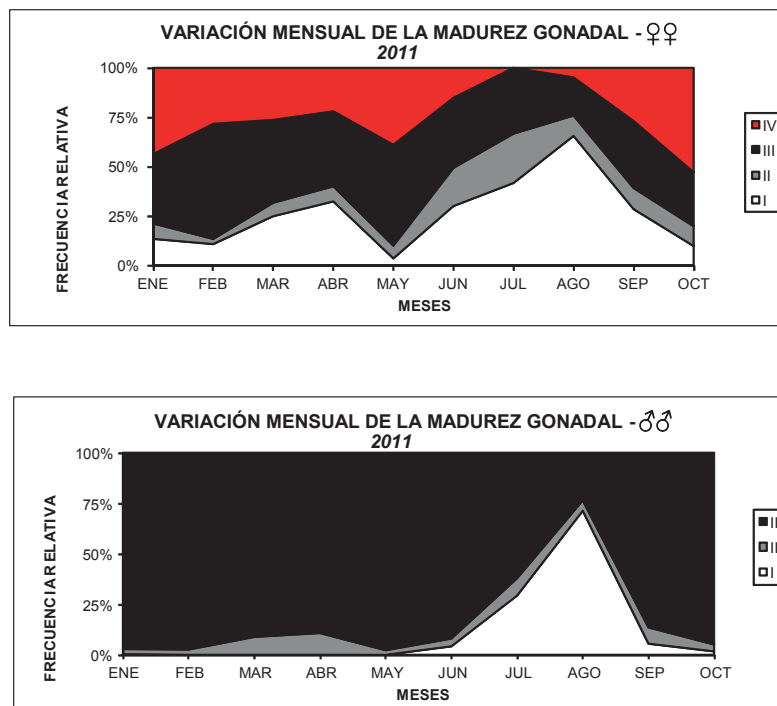 VARIACIÓN MENSUAL DE LA MADUREZ GONADAL - ♀♀
2011
100%
75%
50%
25%
0%
FRECUENCIA RELATIVA
ENE FEB MAR ABR MAY JUN JUL AGO SEP OCT
MESES
IV
III
II
I
VARIACIÓN MENSUAL DE LA MADUREZ GONADAL - ♂♂
2011
100%
75%
50%
25%
0%
FRECUENCIA RELATIVA
ENE FEB MAR ABR MAY JUN JUL AGO SEP OCT
MESES
II
II
I